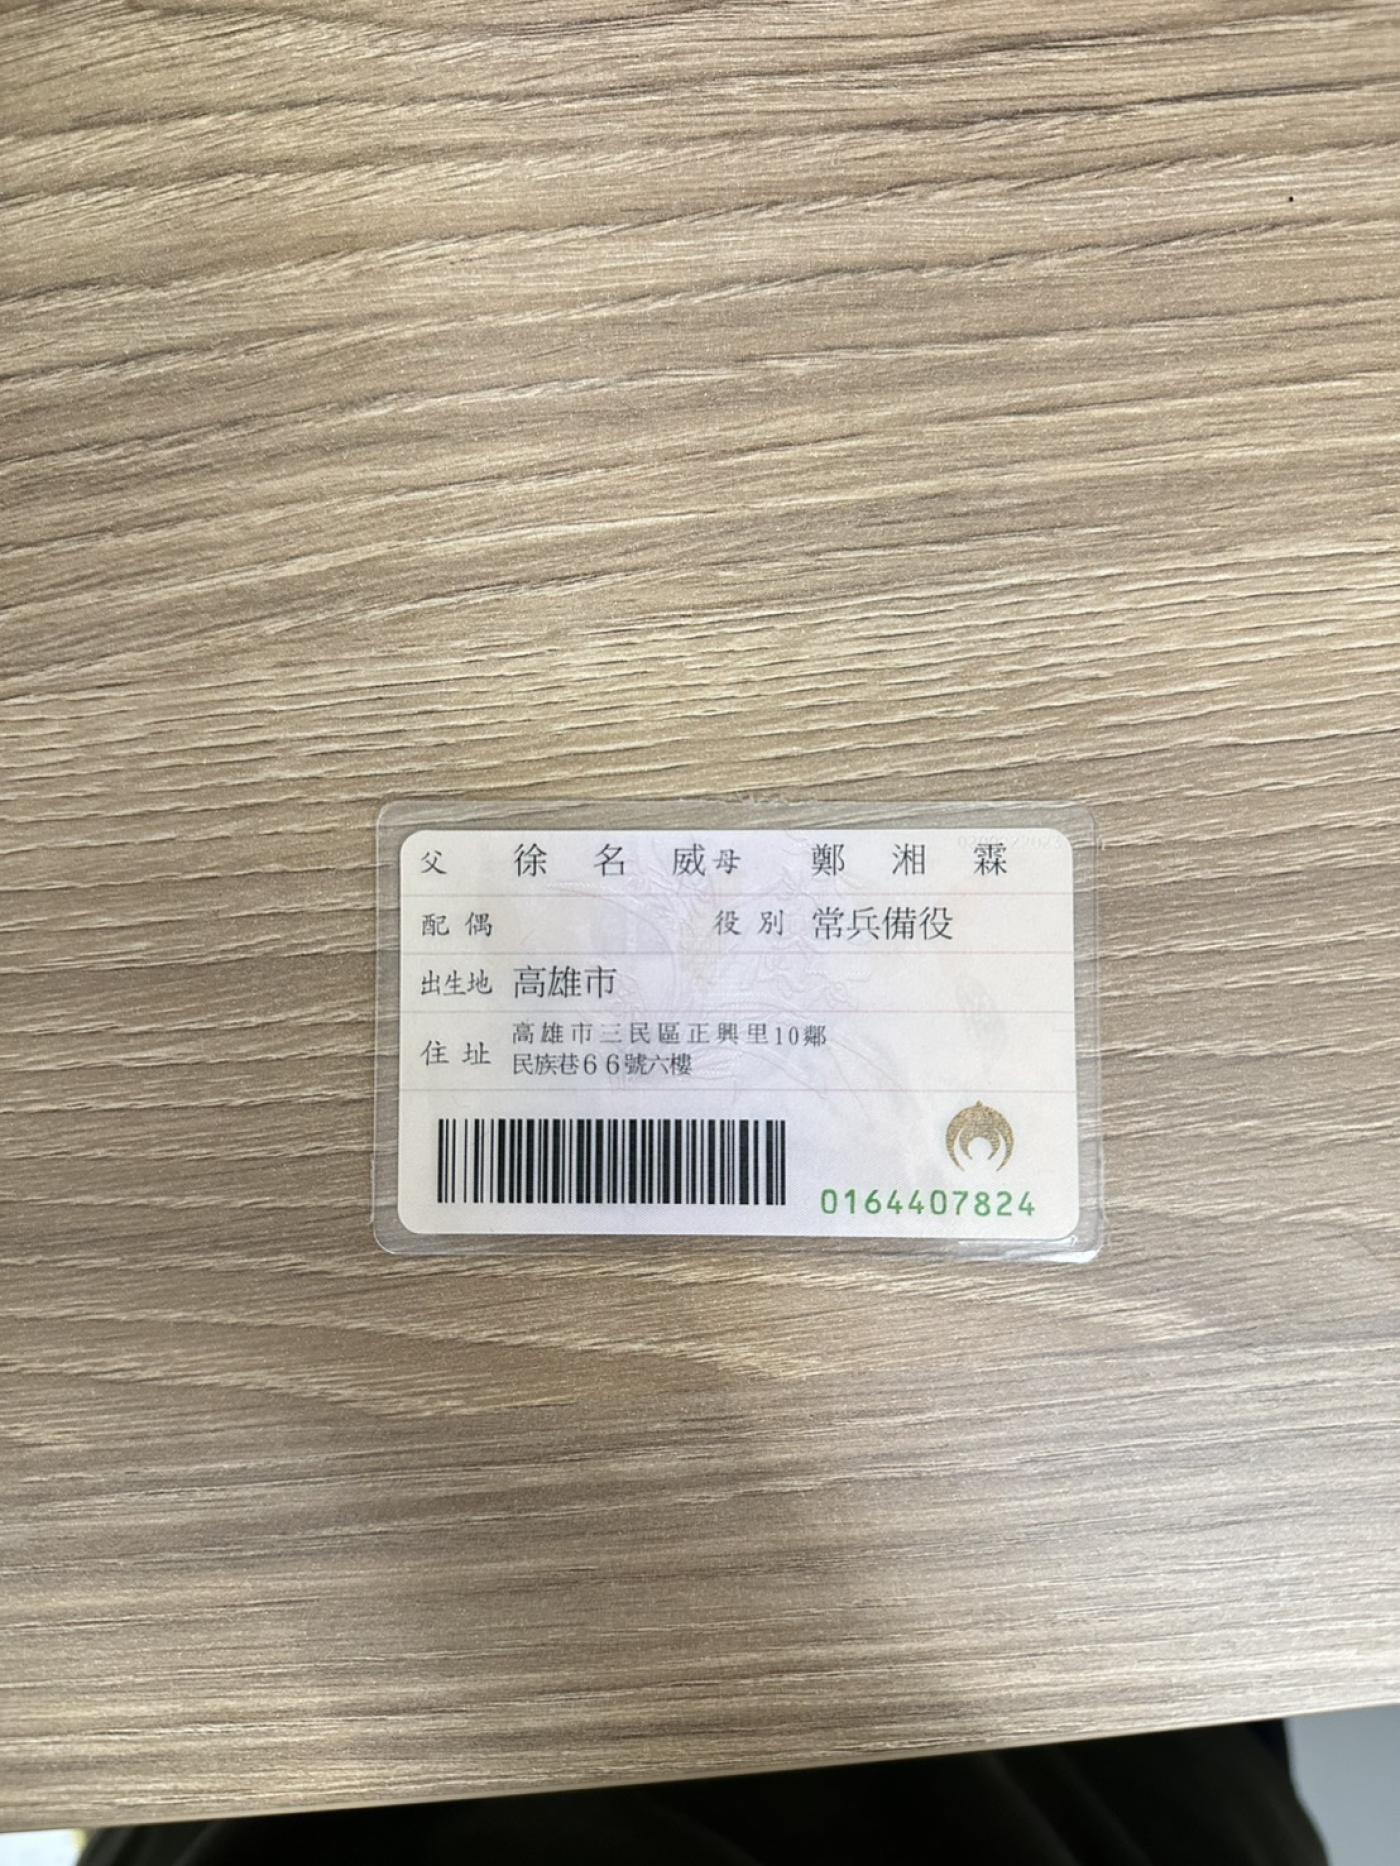 父 徐名威 母 鄭湘霖
配偶 役別 常兵備役
出生地 高雄市
住址 高雄市三民區正興里10鄰
民族巷66號六樓
0164407824